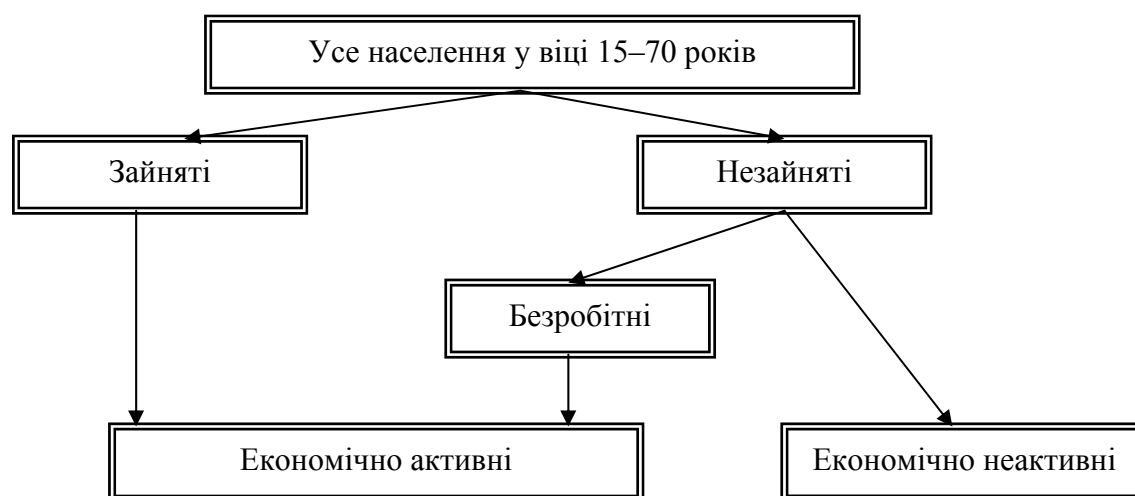 Усе населення у віці 15–70 років
Зайняті
Незайняті
Безробітні
Економічно активні
Економічно неактивні